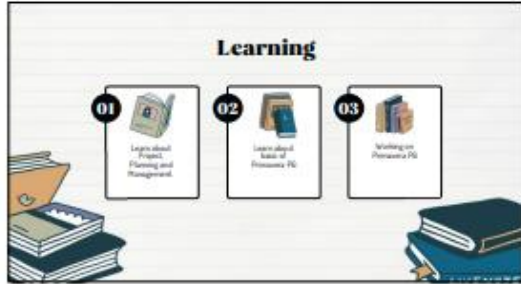 Learning
01
Learn about
Project,
Planning and
Management.
02
Learn about
basic of
Primavera P6
03
Working on
Primavera P6